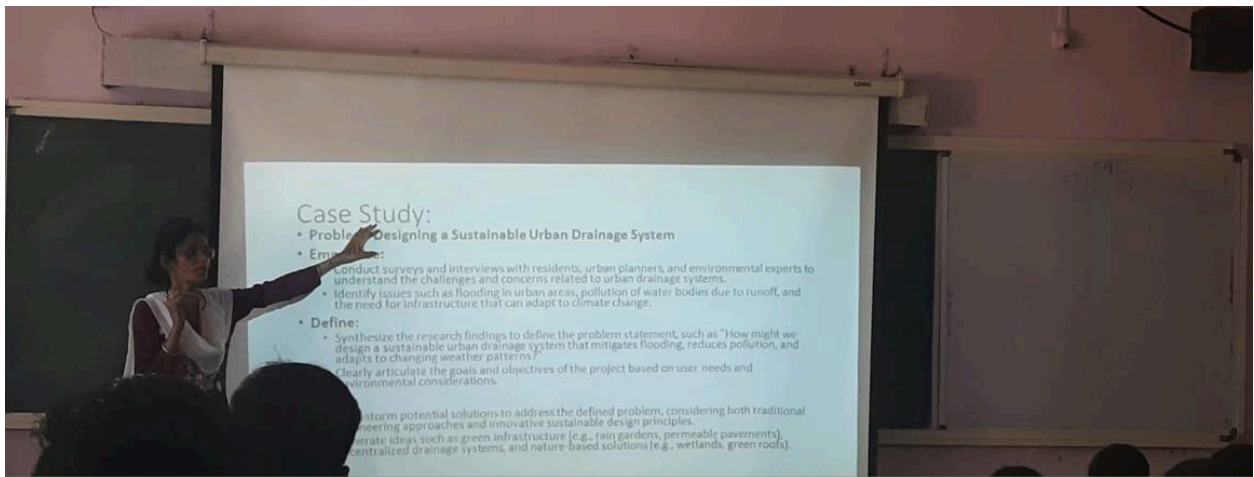 Case Study:
• Problem: Designing a Sustainable Urban Drainage System
Conduct surveys and interviews with residents, urban planners, and environmental experts to
understand the challenges and concerns related to urban drainage systems.
• Identify issues such as flooding in urban areas, pollution of water bodies due to runoff, and
the need for infrastructure that can adapt to climate change.
• Define:
• Synthesize the research findings to define the problem statement, such as "How might we
design a sustainable urban drainage system that mitigates flooding, reduces pollution, and
adapts to changing weather patterns?"
Clearly articulate the goals and objectives of the project based on user needs and
environmental considerations.
potential solutions to address the defined problem, considering both traditional
approaches and innovative sustainable design principles.
ideas such as green infrastructure (e.g., rain gardens, permeable pavements),
drainage systems, and nature-based solutions (e.g., wetlands, green roofs).